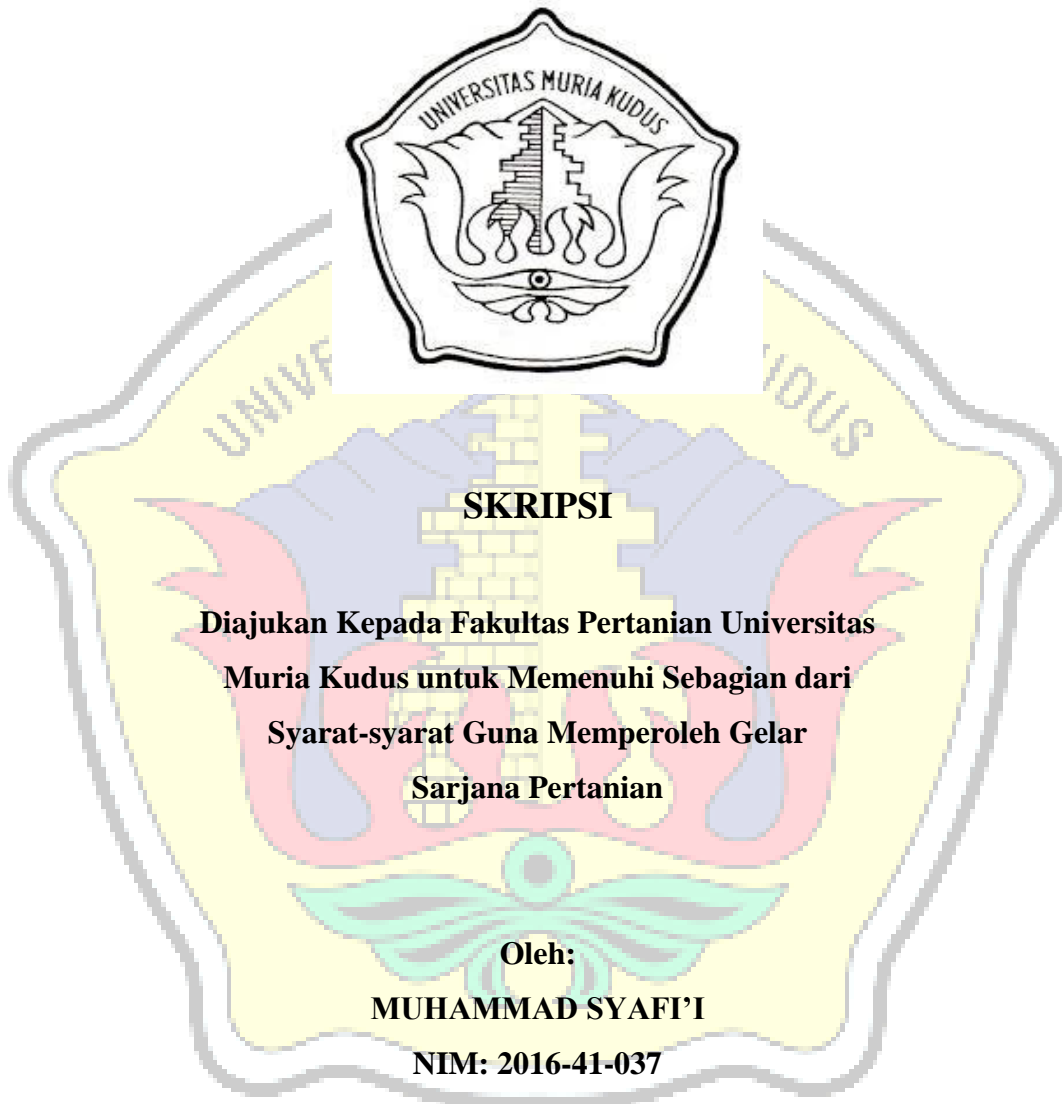 UNIVERSITAS MURIA KUDUS
SKRIPSI
Diajukan Kepada Fakultas Pertanian Universitas
Muria Kudus untuk Memenuhi Sebagian dari
Syarat-syarat Guna Memperoleh Gelar
Sarjana Pertanian
Oleh:
MUHAMMAD SYAFI’I
NIM: 2016-41-037